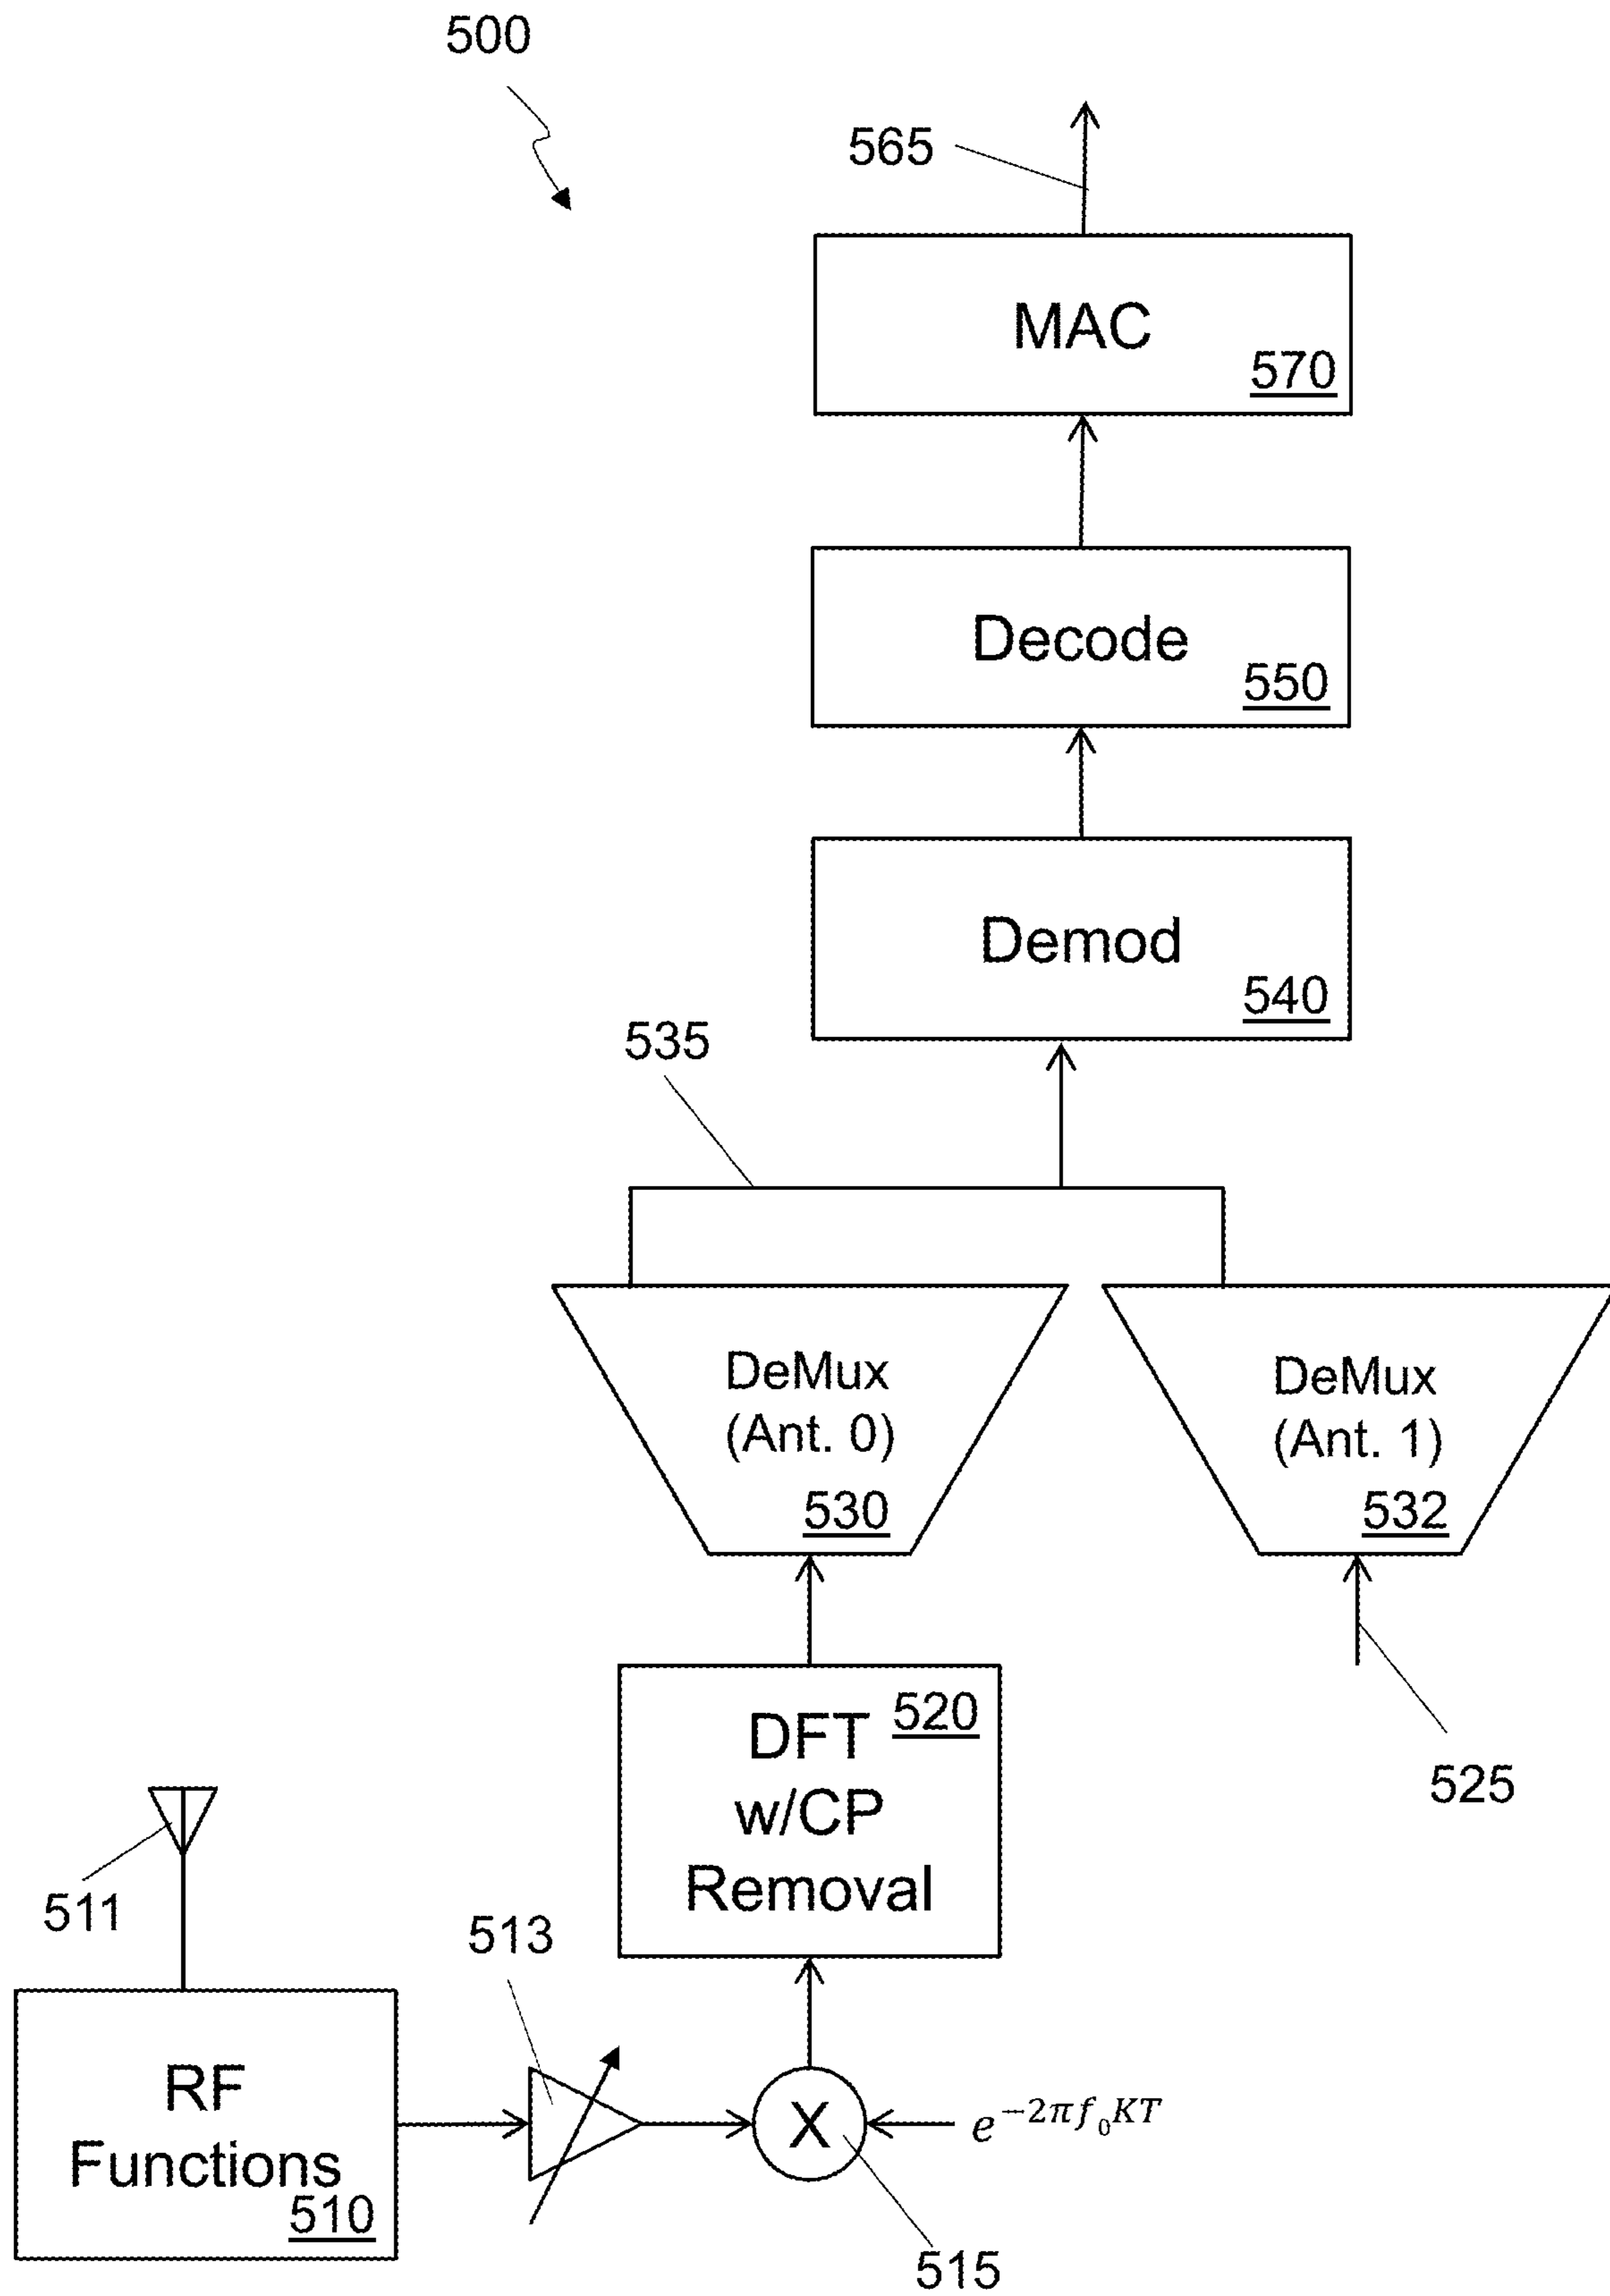 500
565
MAC
570
Decode
550
Demod
540
535
DeMux
(Ant. 0)
530
DeMux
(Ant. 1)
532
520
DFT
w/CP
Removal
525
511
513
RF
Functions
510
X
e^{-2πf_0KT}
515